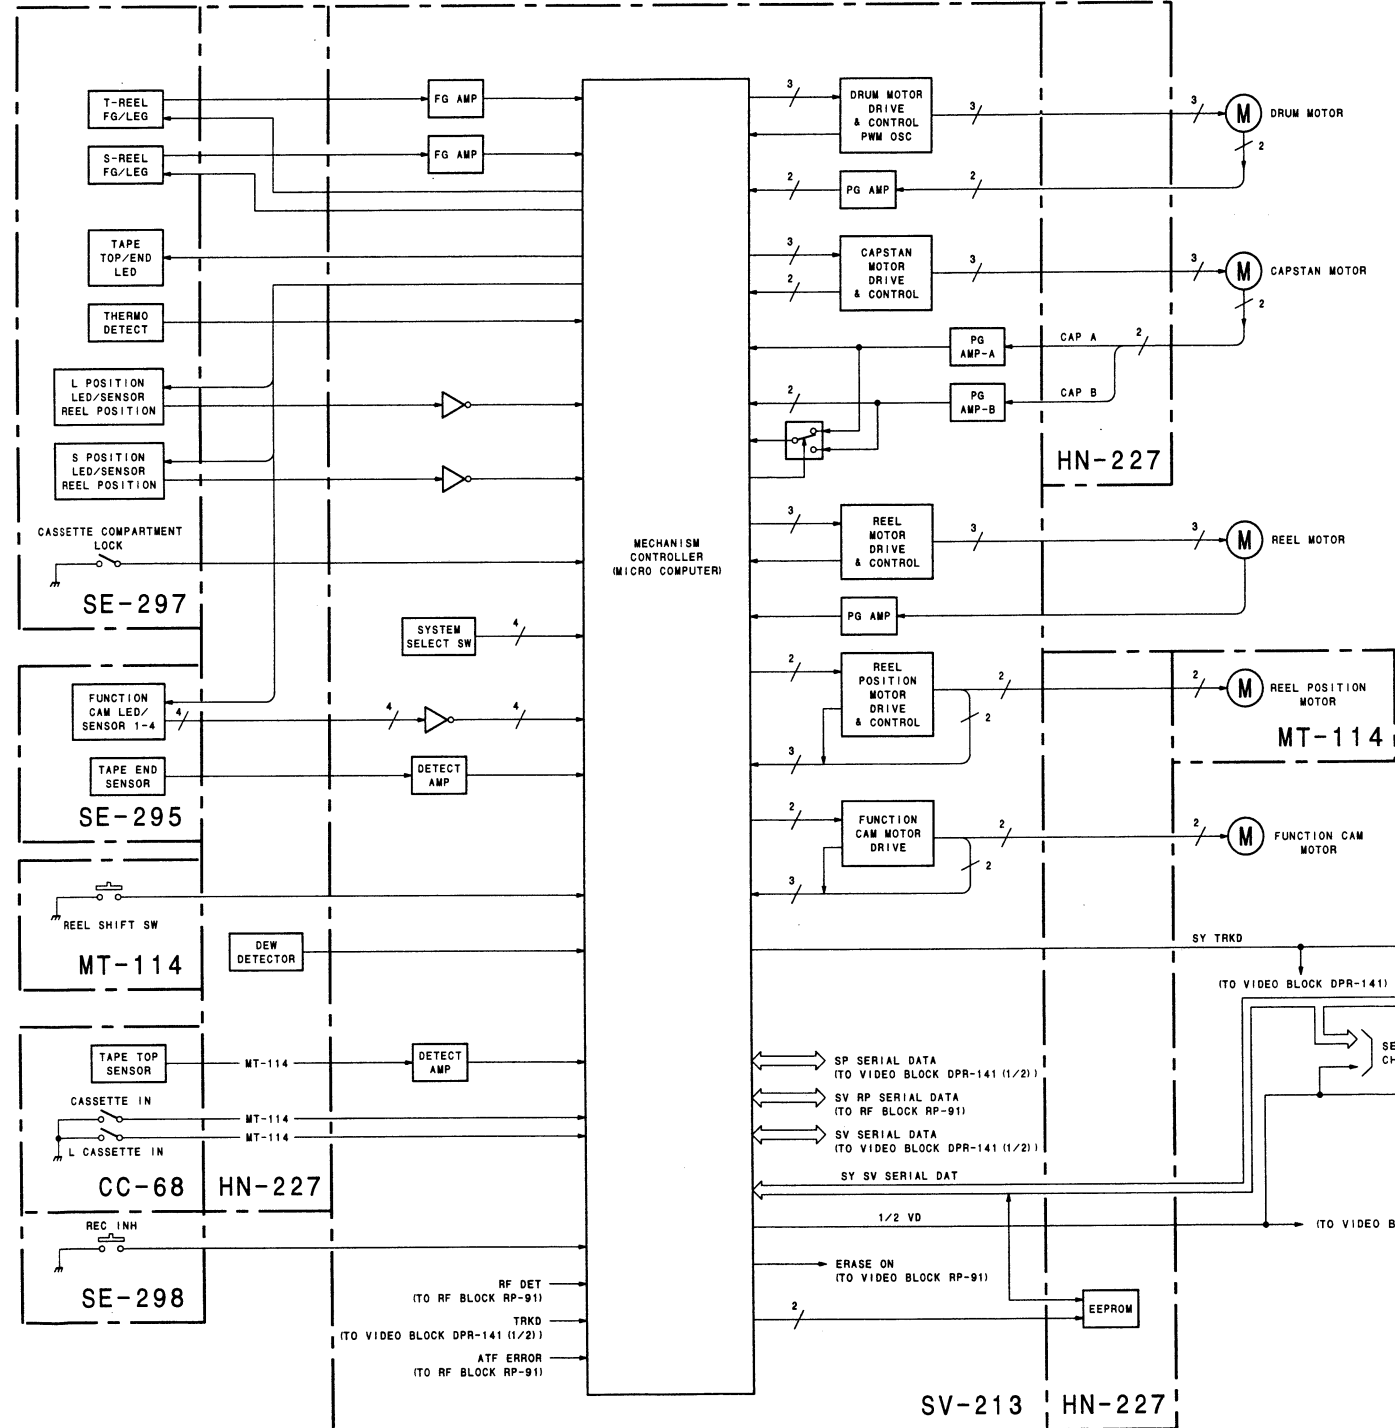 T-REEL
FG/LEG
S-REEL
FG/LEG
TAPE
TOP/END
LED
THERMO
DETECT
L POSITION
LED/SENSOR
REEL POSITION
S POSITION
LED/SENSOR
REEL POSITION
CASSETTE COMPARTMENT
LOCK
SE-297
FUNCTION
CAM LED/
SENSOR 1-4
4
4
4
TAPE END
SENSOR
SE-295
REEL SHIFT SW
MT-114
DEW
DETECTOR
TAPE TOP
SENSOR
MT-114
CASSETTE IN
MT-114
MT-114
L CASSETTE IN
CC-68
HN-227
REC INH
SE-298
FG AMP
FG AMP
SYSTEM
SELECT SW
4
DETECT
AMP
DETECT
AMP
RF DET
(TO RF BLOCK RP-91)
TRKD
(TO VIDEO BLOCK DPR-141 (1/2))
ATF ERROR
(TO RF BLOCK RP-91)
MECHANISM
CONTROLLER
(MICRO COMPUTER)
3
DRUM MOTOR
DRIVE
& CONTROL
PWM OSC
3
3
M
DRUM MOTOR
2
2
PG AMP
2
3
2
CAPSTAN
MOTOR
DRIVE
& CONTROL
3
3
M
CAPSTAN MOTOR
2
PG
AMP-A
CAP A
2
2
PG
AMP-B
CAP B
HN-227
3
REEL
MOTOR
DRIVE
& CONTROL
3
3
M
REEL MOTOR
PG AMP
2
REEL
POSITION
MOTOR
DRIVE
& CONTROL
2
2
M
REEL POSITION
MOTOR
2
3
MT-114
2
FUNCTION
CAM MOTOR
DRIVE
2
2
M
FUNCTION CAM
MOTOR
2
3
SY TRKD
(TO VIDEO BLOCK DPR-141)
SE
CH
SP SERIAL DATA
(TO VIDEO BLOCK DPR-141 (1/2))
SV RP SERIAL DATA
(TO RF BLOCK RP-91)
SV SERIAL DATA
(TO VIDEO BLOCK DPR-141 (1/2))
SY SV SERIAL DAT
1/2 VD
(TO VIDEO B
ERASE ON
(TO VIDEO BLOCK RP-91)
2
EEPROM
SV-213
HN-227